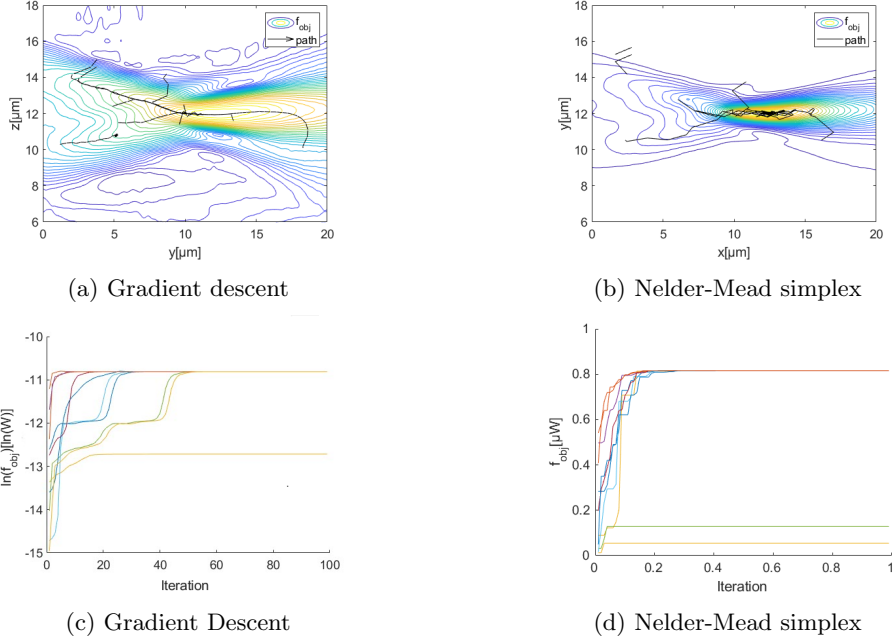 18
16
14
12
10
8
6
z[μm]
0 5 10 15 20
y[μm]
f_obj
path
(a) Gradient descent
18
16
14
12
10
8
6
y[μm]
0 5 10 15 20
x[μm]
f_obj
path
(b) Nelder-Mead simplex
-10
-11
-12
-13
-14
-15
ln(f_obj)[ln(W)]
0 20 40 60 80 100
Iteration
(c) Gradient Descent
1
0.8
0.6
0.4
0.2
0
f_obj[μW]
0 0.2 0.4 0.6 0.8 1
Iteration
(d) Nelder-Mead simplex